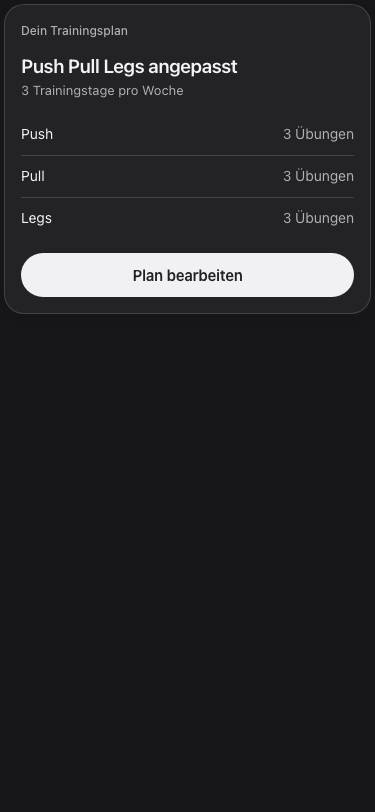 Dein Trainingsplan
Push Pull Legs angepasst
3 Trainingstage pro Woche
Push 3 Übungen
Pull 3 Übungen
Legs 3 Übungen
Plan bearbeiten